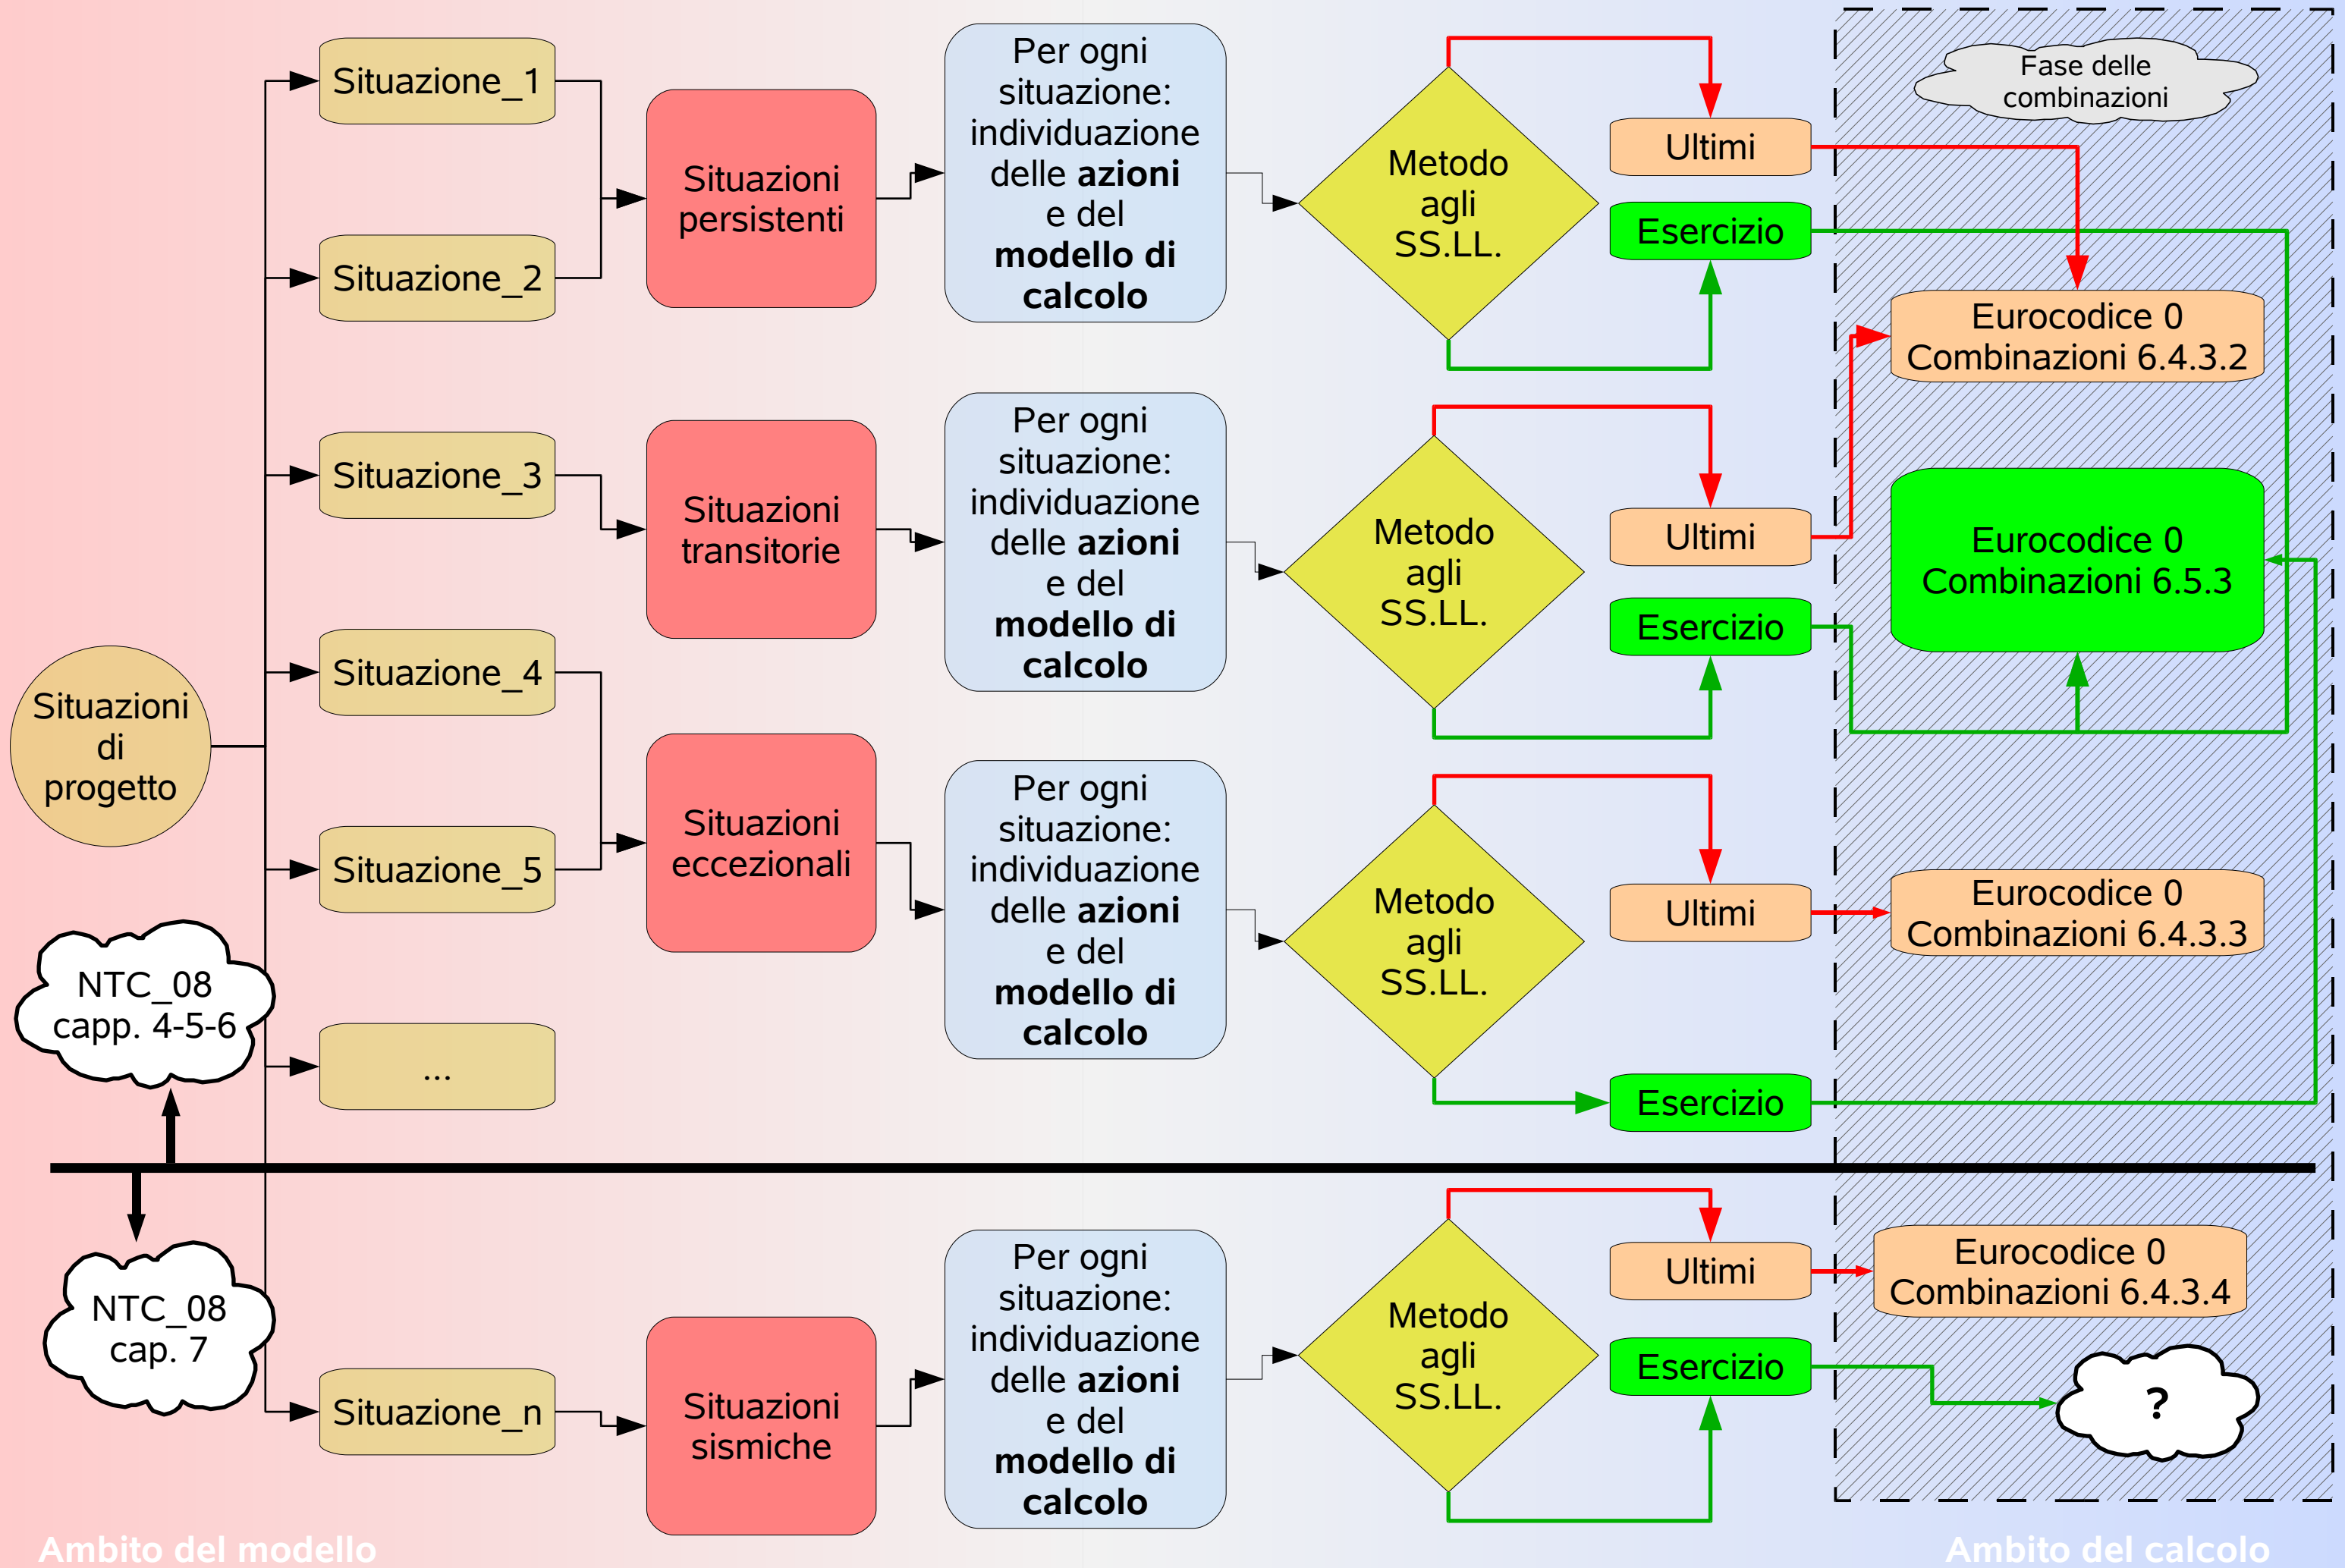 Situazioni
di
progetto
Situazione_1
Situazione_2
Situazione_3
Situazione_4
Situazione_5
...
Situazione_n
NTC_08
capp. 4-5-6
NTC_08
cap. 7
Situazioni
persistenti
Situazioni
transitorie
Situazioni
eccezionali
Situazioni
sismiche
Per ogni
situazione:
individuazione
delle azioni
e del
modello di
calcolo
Per ogni
situazione:
individuazione
delle azioni
e del
modello di
calcolo
Per ogni
situazione:
individuazione
delle azioni
e del
modello di
calcolo
Per ogni
situazione:
individuazione
delle azioni
e del
modello di
calcolo
Metodo
agli
SS.LL.
Metodo
agli
SS.LL.
Metodo
agli
SS.LL.
Metodo
agli
SS.LL.
Ultimi
Esercizio
Ultimi
Esercizio
Ultimi
Esercizio
Ultimi
Esercizio
Fase delle
combinazioni
Eurocodice 0
Combinazioni 6.4.3.2
Eurocodice 0
Combinazioni 6.5.3
Eurocodice 0
Combinazioni 6.4.3.3
Eurocodice 0
Combinazioni 6.4.3.4
?
Ambito del modello
Ambito del calcolo